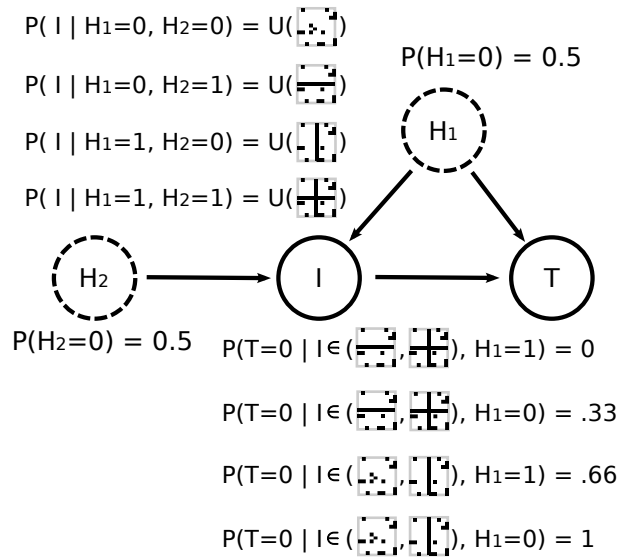 P( I | H₁=0, H₂=0) = U( )
P(H₁=0) = 0.5
P( I | H₁=0, H₂=1) = U( )
H₁
P( I | H₁=1, H₂=0) = U( )
P( I | H₁=1, H₂=1) = U( )
H₂
I
T
P(H₂=0) = 0.5
P(T=0 | I∈( , ), H₁=1) = 0
P(T=0 | I∈( , ), H₁=0) = .33
P(T=0 | I∈( , ), H₁=1) = .66
P(T=0 | I∈( , ), H₁=0) = 1